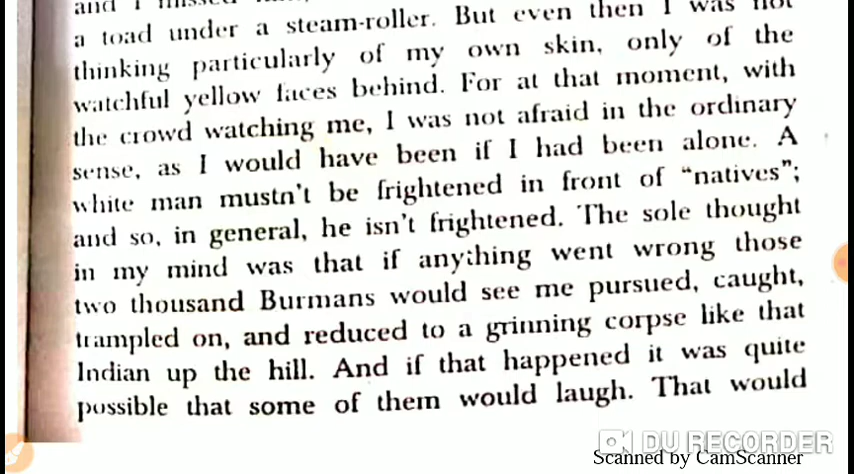 and I
a toad under a steam-roller. But even then I was not
thinking particularly of my own skin, only of the
watchful yellow faces behind. For at that moment, with
the crowd watching me, I was not afraid in the ordinary
sense, as I would have been if I had been alone. A
white man mustn't be frightened in front of “natives”;
and so, in general, he isn't frightened. The sole thought
in my mind was that if anything went wrong those
two thousand Burmans would see me pursued, caught,
trampled on, and reduced to a grinning corpse like that
Indian up the hill. And if that happened it was quite
possible that some of them would laugh. That would
DU RECORDER
Scanned by CamScanner